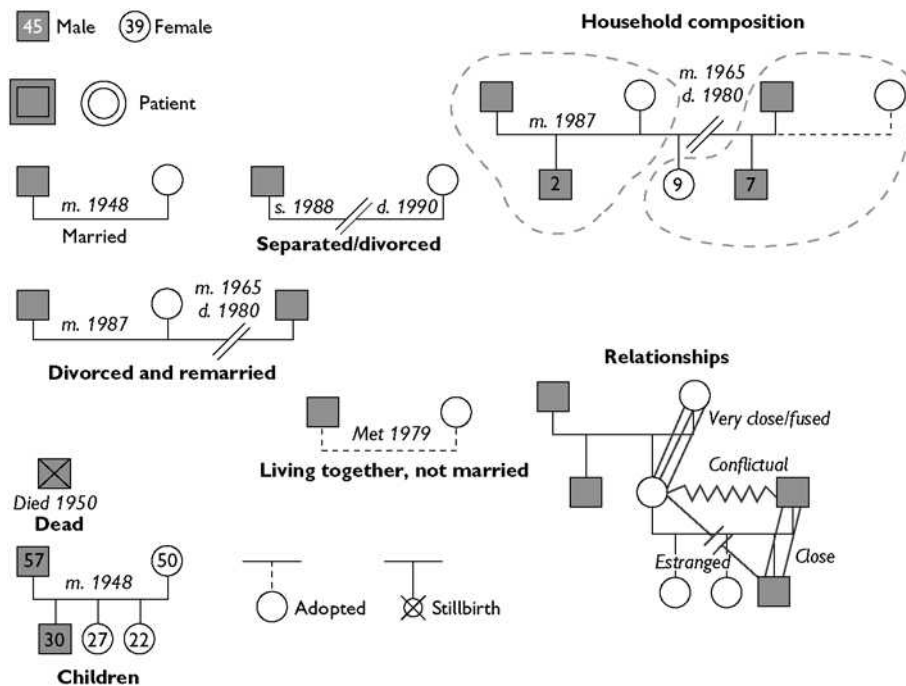 45 Male 39 Female
Patient
m. 1948
Married
s. 1988 d. 1990
Separated/divorced
m. 1987
m. 1965
d. 1980
Divorced and remarried
Met 1979
Living together, not married
Died 1950
Dead
57 50
m. 1948
30 27 22
Children
Adopted
Stillbirth
Household composition
m. 1965
d. 1980
m. 1987
2 9 7
Relationships
Very close/fused
Conflictual
Estranged
Close